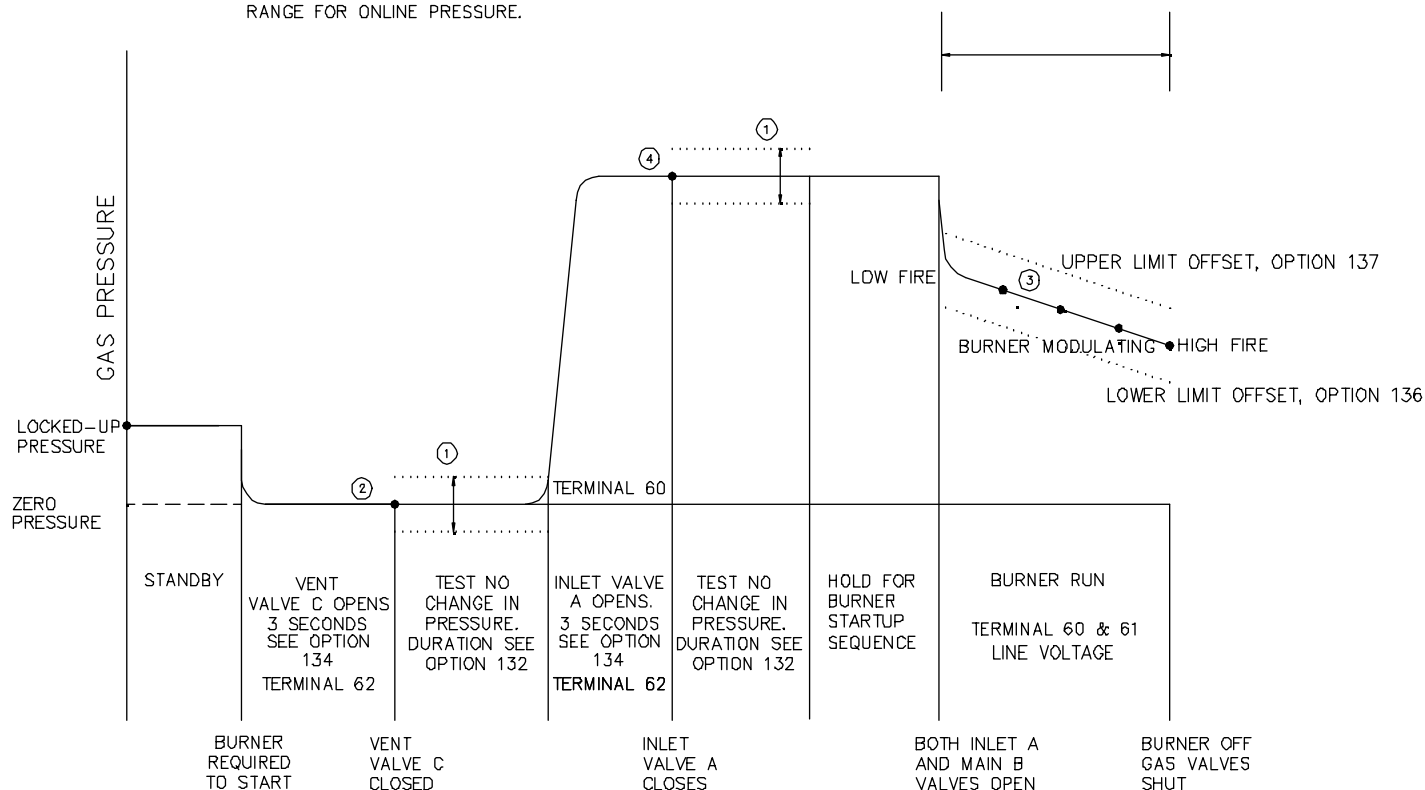 RANGE FOR ONLINE PRESSURE.
1
4
1
GAS PRESSURE
UPPER LIMIT OFFSET, OPTION 137
LOW FIRE
3
BURNER MODULATING
HIGH FIRE
LOWER LIMIT OFFSET, OPTION 136
LOCKED-UP
PRESSURE
2
TERMINAL 60
ZERO
PRESSURE
STANDBY
VENT
VALVE C OPENS
3 SECONDS
SEE OPTION
134
TERMINAL 62
TEST NO
CHANGE IN
PRESSURE.
DURATION SEE
OPTION 132
INLET VALVE
A OPENS.
3 SECONDS
SEE OPTION
134
TERMINAL 62
TEST NO
CHANGE IN
PRESSURE.
DURATION SEE
OPTION 132
HOLD FOR
BURNER
STARTUP
SEQUENCE
BURNER RUN
TERMINAL 60 & 61
LINE VOLTAGE
BURNER
REQUIRED
TO START
VENT
VALVE C
CLOSED
INLET
VALVE A
CLOSES
BOTH INLET A
AND MAIN B
VALVES OPEN
BURNER OFF
GAS VALVES
SHUT